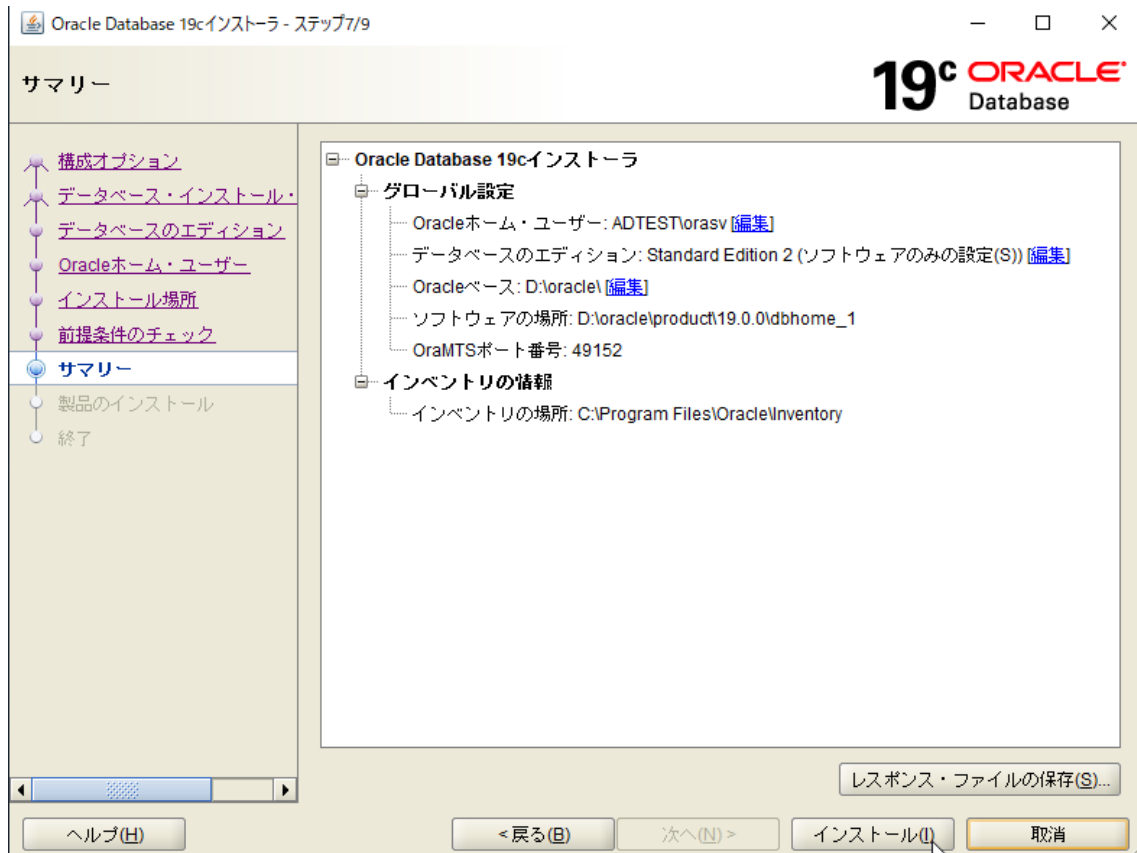 Oracle Database 19cインストーラ - ステップ7/9
サマリー
19c ORACLE
Database
構成オプション
データベース・インストール・
データベースのエディション
Oracleホーム・ユーザー
インストール場所
前提条件のチェック
サマリー
製品のインストール
終了
Oracle Database 19cインストーラ
グローバル設定
Oracleホーム・ユーザー: ADTEST\orasv [編集]
データベースのエディション: Standard Edition 2 (ソフトウェアのみの設定(S)) [編集]
Oracleベース: D:\oracle\ [編集]
ソフトウェアの場所: D:\oracle\product\19.0.0\dbhome_1
OraMTSポート番号: 49152
インベントリの情報
インベントリの場所: C:\Program Files\Oracle\Inventory
レスポンス・ファイルの保存(S)...
ヘルプ(H)
<戻る(B)
次へ(N)>
インストール(I)
取消